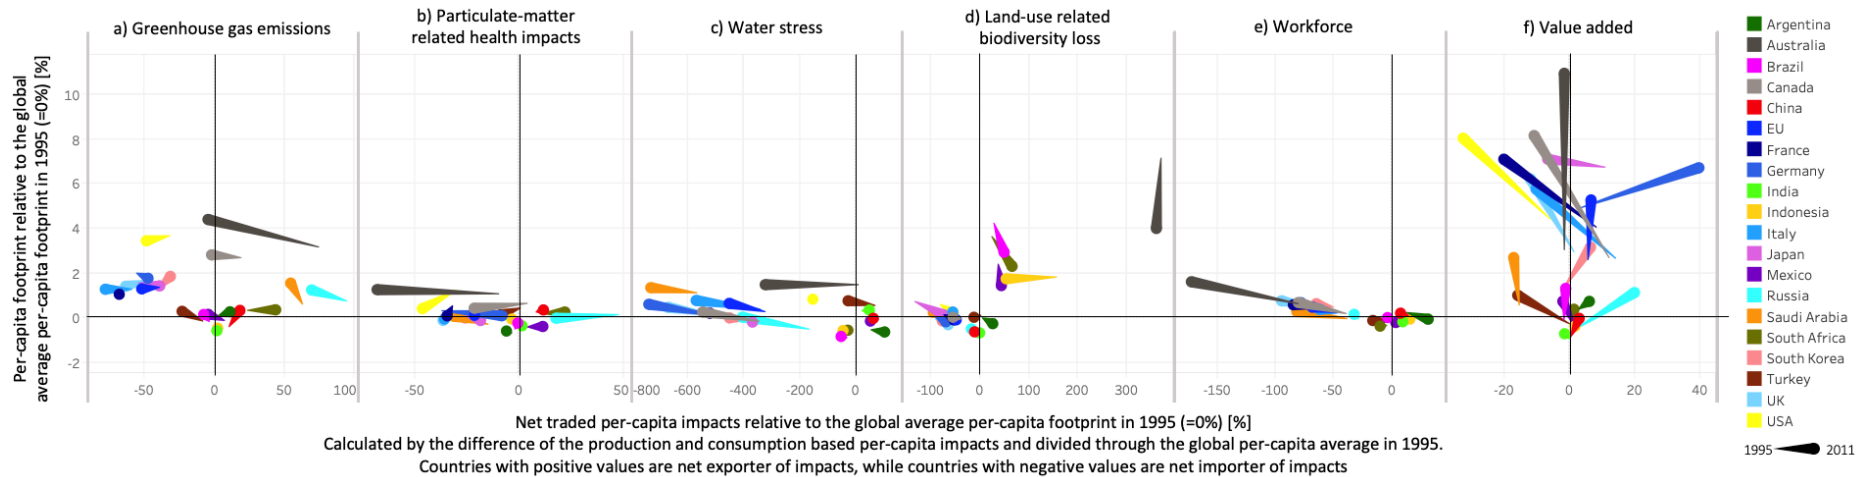 a) Greenhouse gas emissions
b) Particulate-matter
related health impacts
c) Water stress
d) Land-use related
biodiversity loss
e) Workforce
f) Value added
Per-capita footprint relative to the global
average per-capita footprint in 1995 (=0%) [%]
10
8
6
4
2
0
-2
-50 0 50 100
-50 0 50
-800 -600 -400 -200 0
-100 0 100 200 300
-150 -100 -50 0
-20 0 20 40
Net traded per-capita impacts relative to the global average per-capita footprint in 1995 (=0%) [%]
Calculated by the difference of the production and consumption based per-capita impacts and divided through the global per-capita average in 1995.
Countries with positive values are net exporter of impacts, while countries with negative values are net importer of impacts
Argentina
Australia
Brazil
Canada
China
EU
France
Germany
India
Indonesia
Italy
Japan
Mexico
Russia
Saudi Arabia
South Africa
South Korea
Turkey
UK
USA
1995 2011